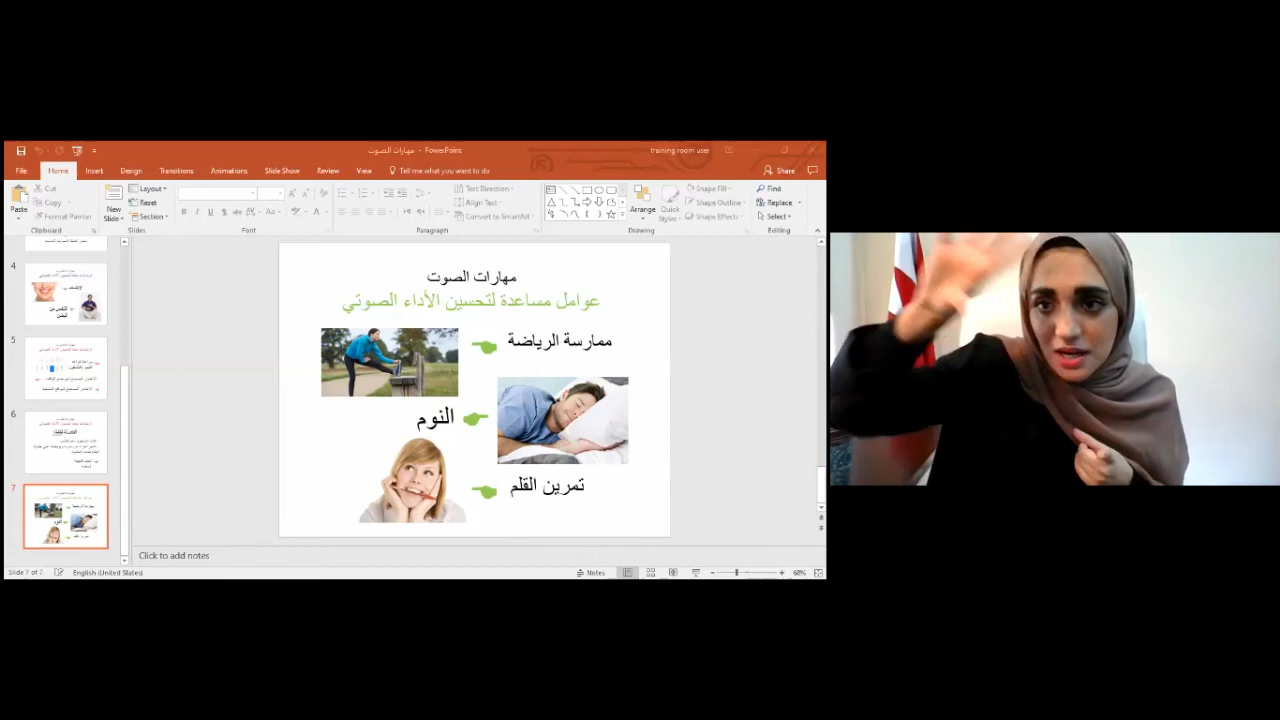 مهارات الصوت - PowerPoint
training room user
File Home Insert Design Transitions Animations Slide Show Review View Tell me what you want to do
Share
Paste
Cut
Copy
Format Painter
Clipboard
New Slide
Layout
Reset
Section
Slides
Font
Text Direction
Align Text
Convert to SmartArt
Paragraph
Arrange
Quick Styles
Shape Fill
Shape Outline
Shape Effects
Drawing
Find
Replace
Select
Editing
4
5
6
7
مهارات الصوت
عوامل مساعدة لتحسين الأداء الصوتي
ممارسة الرياضة
النوم
تمرين القلم
Click to add notes
Slide 7 of 7
English (United States)
Notes
68%